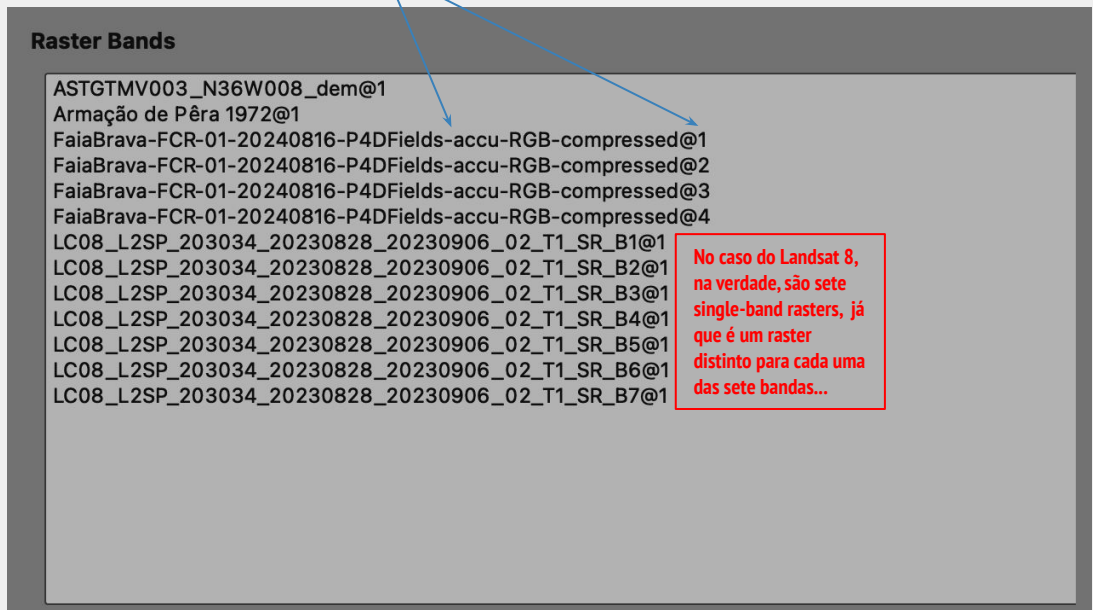 Raster Bands
ASTGTMV003_N36W008_dem@1
Armação de Pêra 1972@1
FaiaBrava-FCR-01-20240816-P4DFields-accu-RGB-compressed@1
FaiaBrava-FCR-01-20240816-P4DFields-accu-RGB-compressed@2
FaiaBrava-FCR-01-20240816-P4DFields-accu-RGB-compressed@3
FaiaBrava-FCR-01-20240816-P4DFields-accu-RGB-compressed@4
LC08_L2SP_203034_20230828_20230906_02_T1_SR_B1@1
LC08_L2SP_203034_20230828_20230906_02_T1_SR_B2@1
LC08_L2SP_203034_20230828_20230906_02_T1_SR_B3@1
LC08_L2SP_203034_20230828_20230906_02_T1_SR_B4@1
LC08_L2SP_203034_20230828_20230906_02_T1_SR_B5@1
LC08_L2SP_203034_20230828_20230906_02_T1_SR_B6@1
LC08_L2SP_203034_20230828_20230906_02_T1_SR_B7@1
No caso do Landsat 8,
na verdade, são sete
single-band rasters, já
que é um raster
distinto para cada uma
das sete bandas...